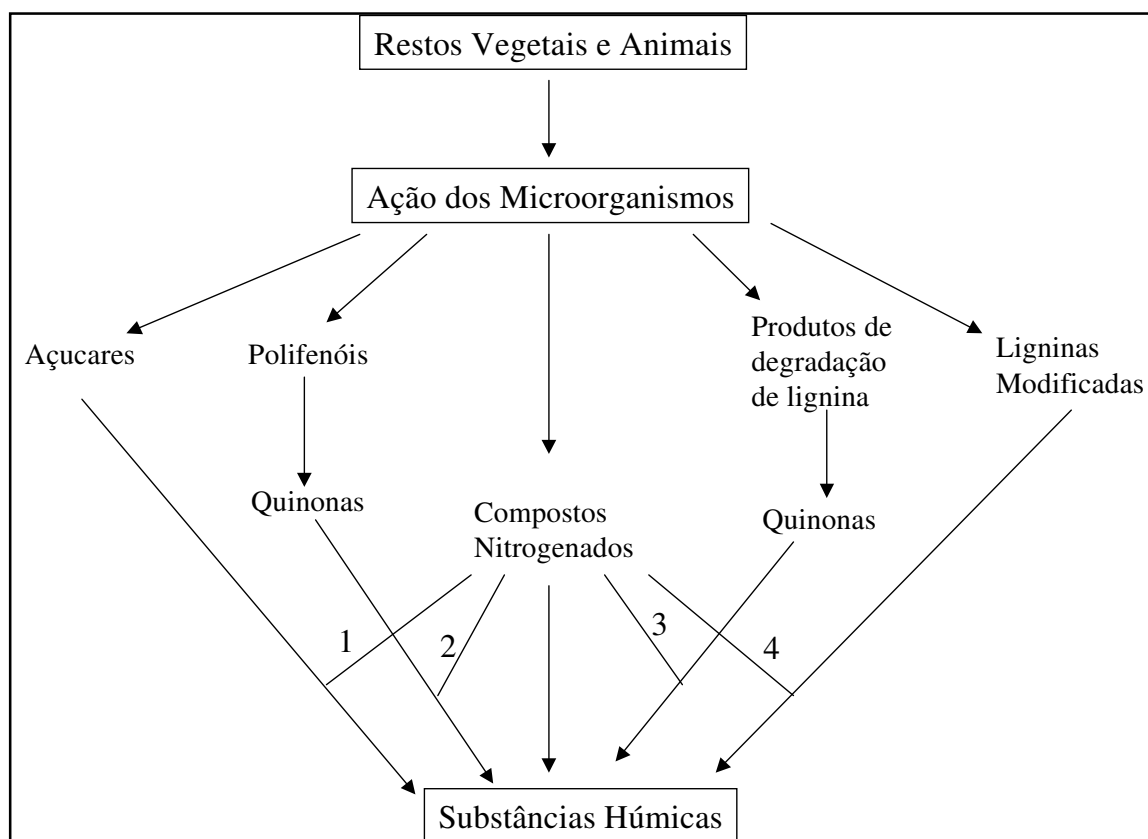 Restos Vegetais e Animais
Ação dos Microorganismos
Açucares
Polifenóis
Produtos de
degradação
de lignina
Ligninas
Modificadas
Quinonas
Compostos
Nitrogenados
Quinonas
1
2
3
4
Substâncias Húmicas